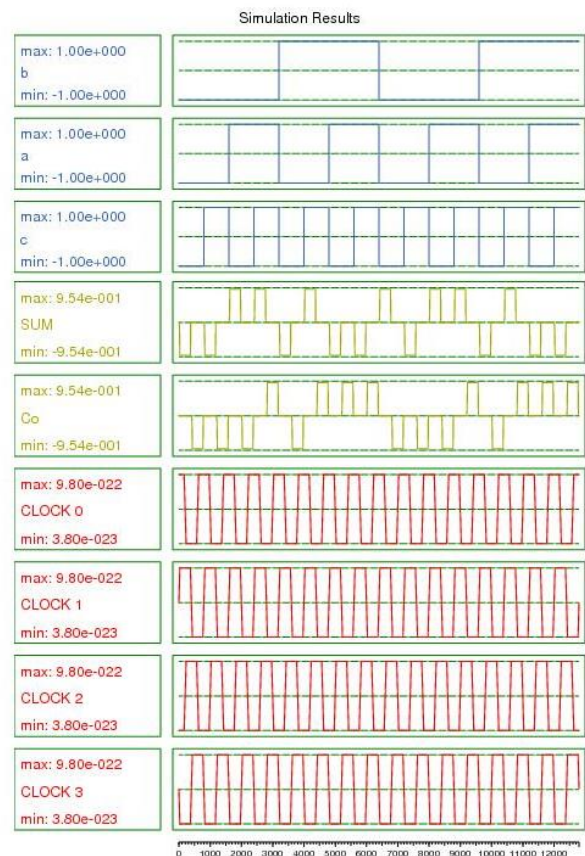 Simulation Results
max: 1.00e+000
b
min: -1.00e+000
max: 1.00e+000
a
min: -1.00e+000
max: 1.00e+000
c
min: -1.00e+000
max: 9.54e-001
SUM
min: -9.54e-001
max: 9.54e-001
Co
min: -9.54e-001
max: 9.80e-022
CLOCK 0
min: 3.80e-023
max: 9.80e-022
CLOCK 1
min: 3.80e-023
max: 9.80e-022
CLOCK 2
min: 3.80e-023
max: 9.80e-022
CLOCK 3
min: 3.80e-023
0 1000 2000 3000 4000 5000 6000 7000 8000 9000 10000 11000 12000